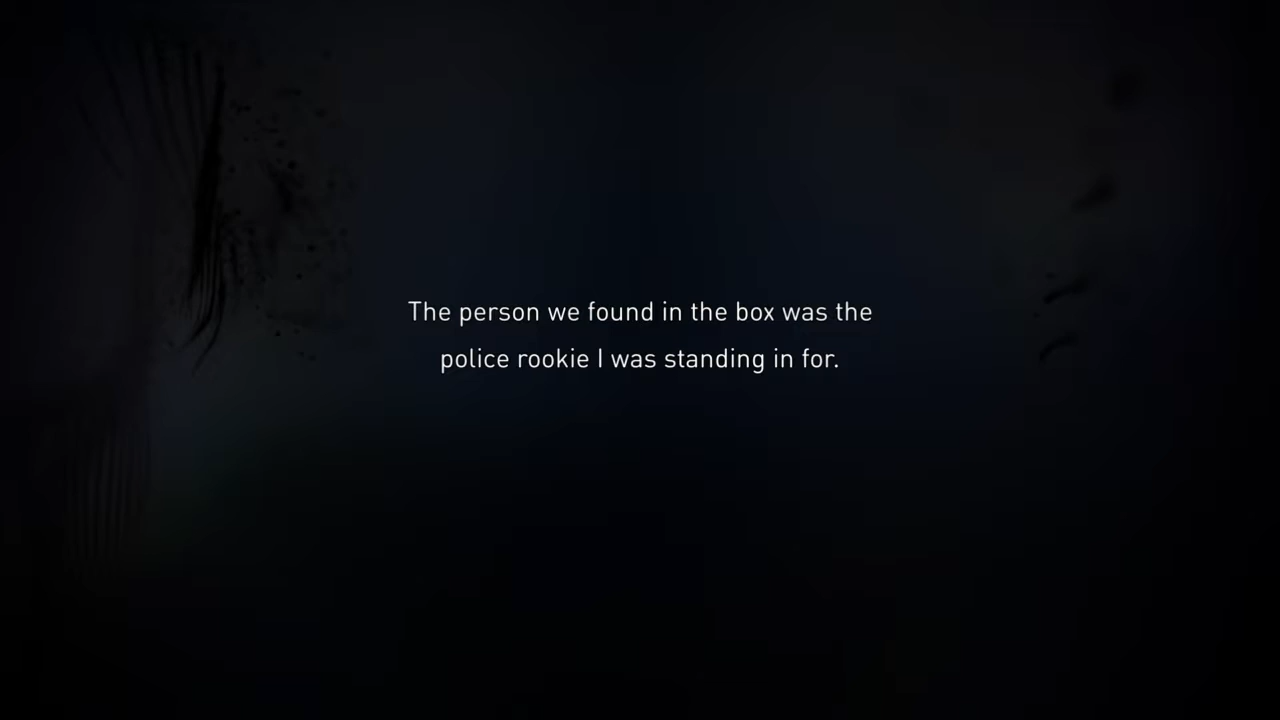 The person we found in the box was the
police rookie I was standing in for.